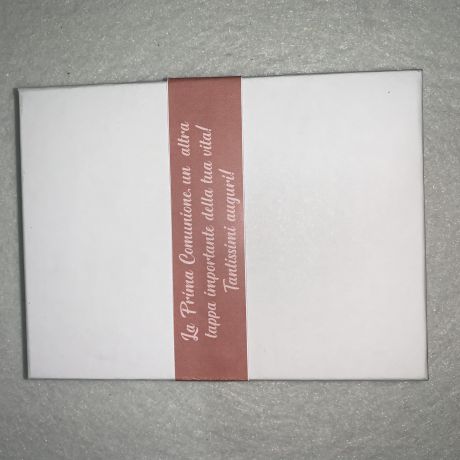 La Prima Comunione, un altra
tappa importante della tua vita!
Tantissimi auguri!